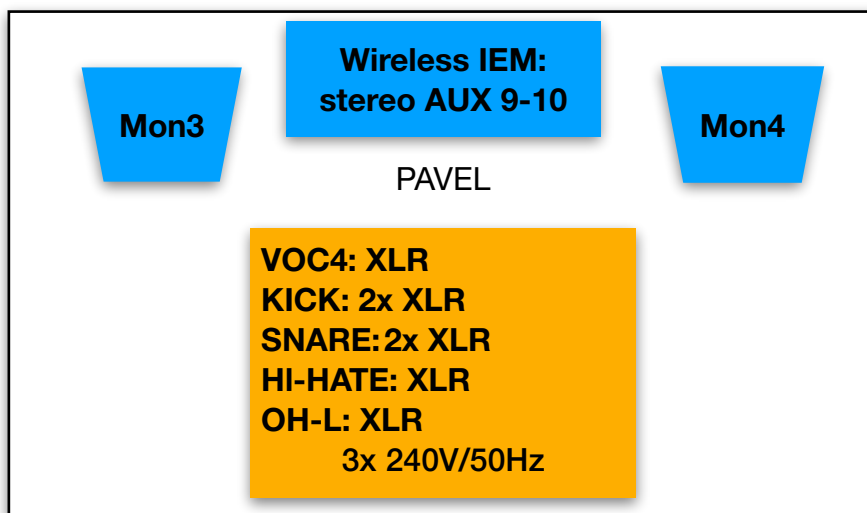 Wireless IEM:
stereo AUX 9-10
Mon3
Mon4
PAVEL
VOC4: XLR
KICK: 2x XLR
SNARE: 2x XLR
HI-HATE: XLR
OH-L: XLR
3x 240V/50Hz